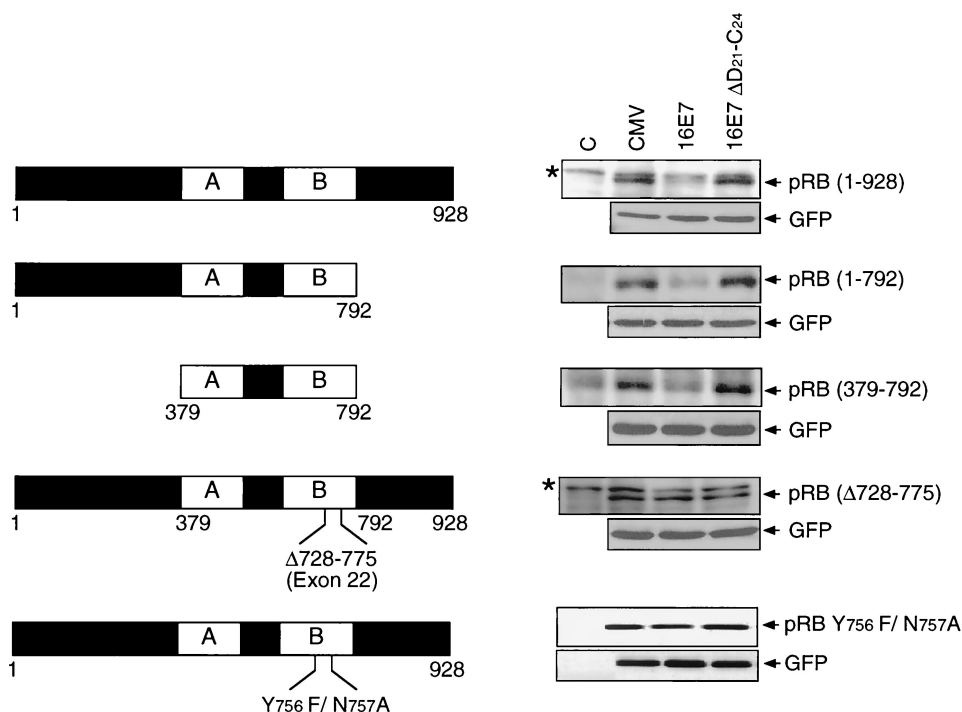 C
CMV
16E7
16E7 ΔD21-C24
A B
1 928
*
pRB (1-928)
GFP
A B
1 792
pRB (1-792)
GFP
A B
379 792
pRB (379-792)
GFP
A B
1 379 792 928
Δ728-775
(Exon 22)
*
pRB (Δ728-775)
GFP
A B
1 928
Y756 F/ N757A
pRB Y756 F/ N757A
GFP